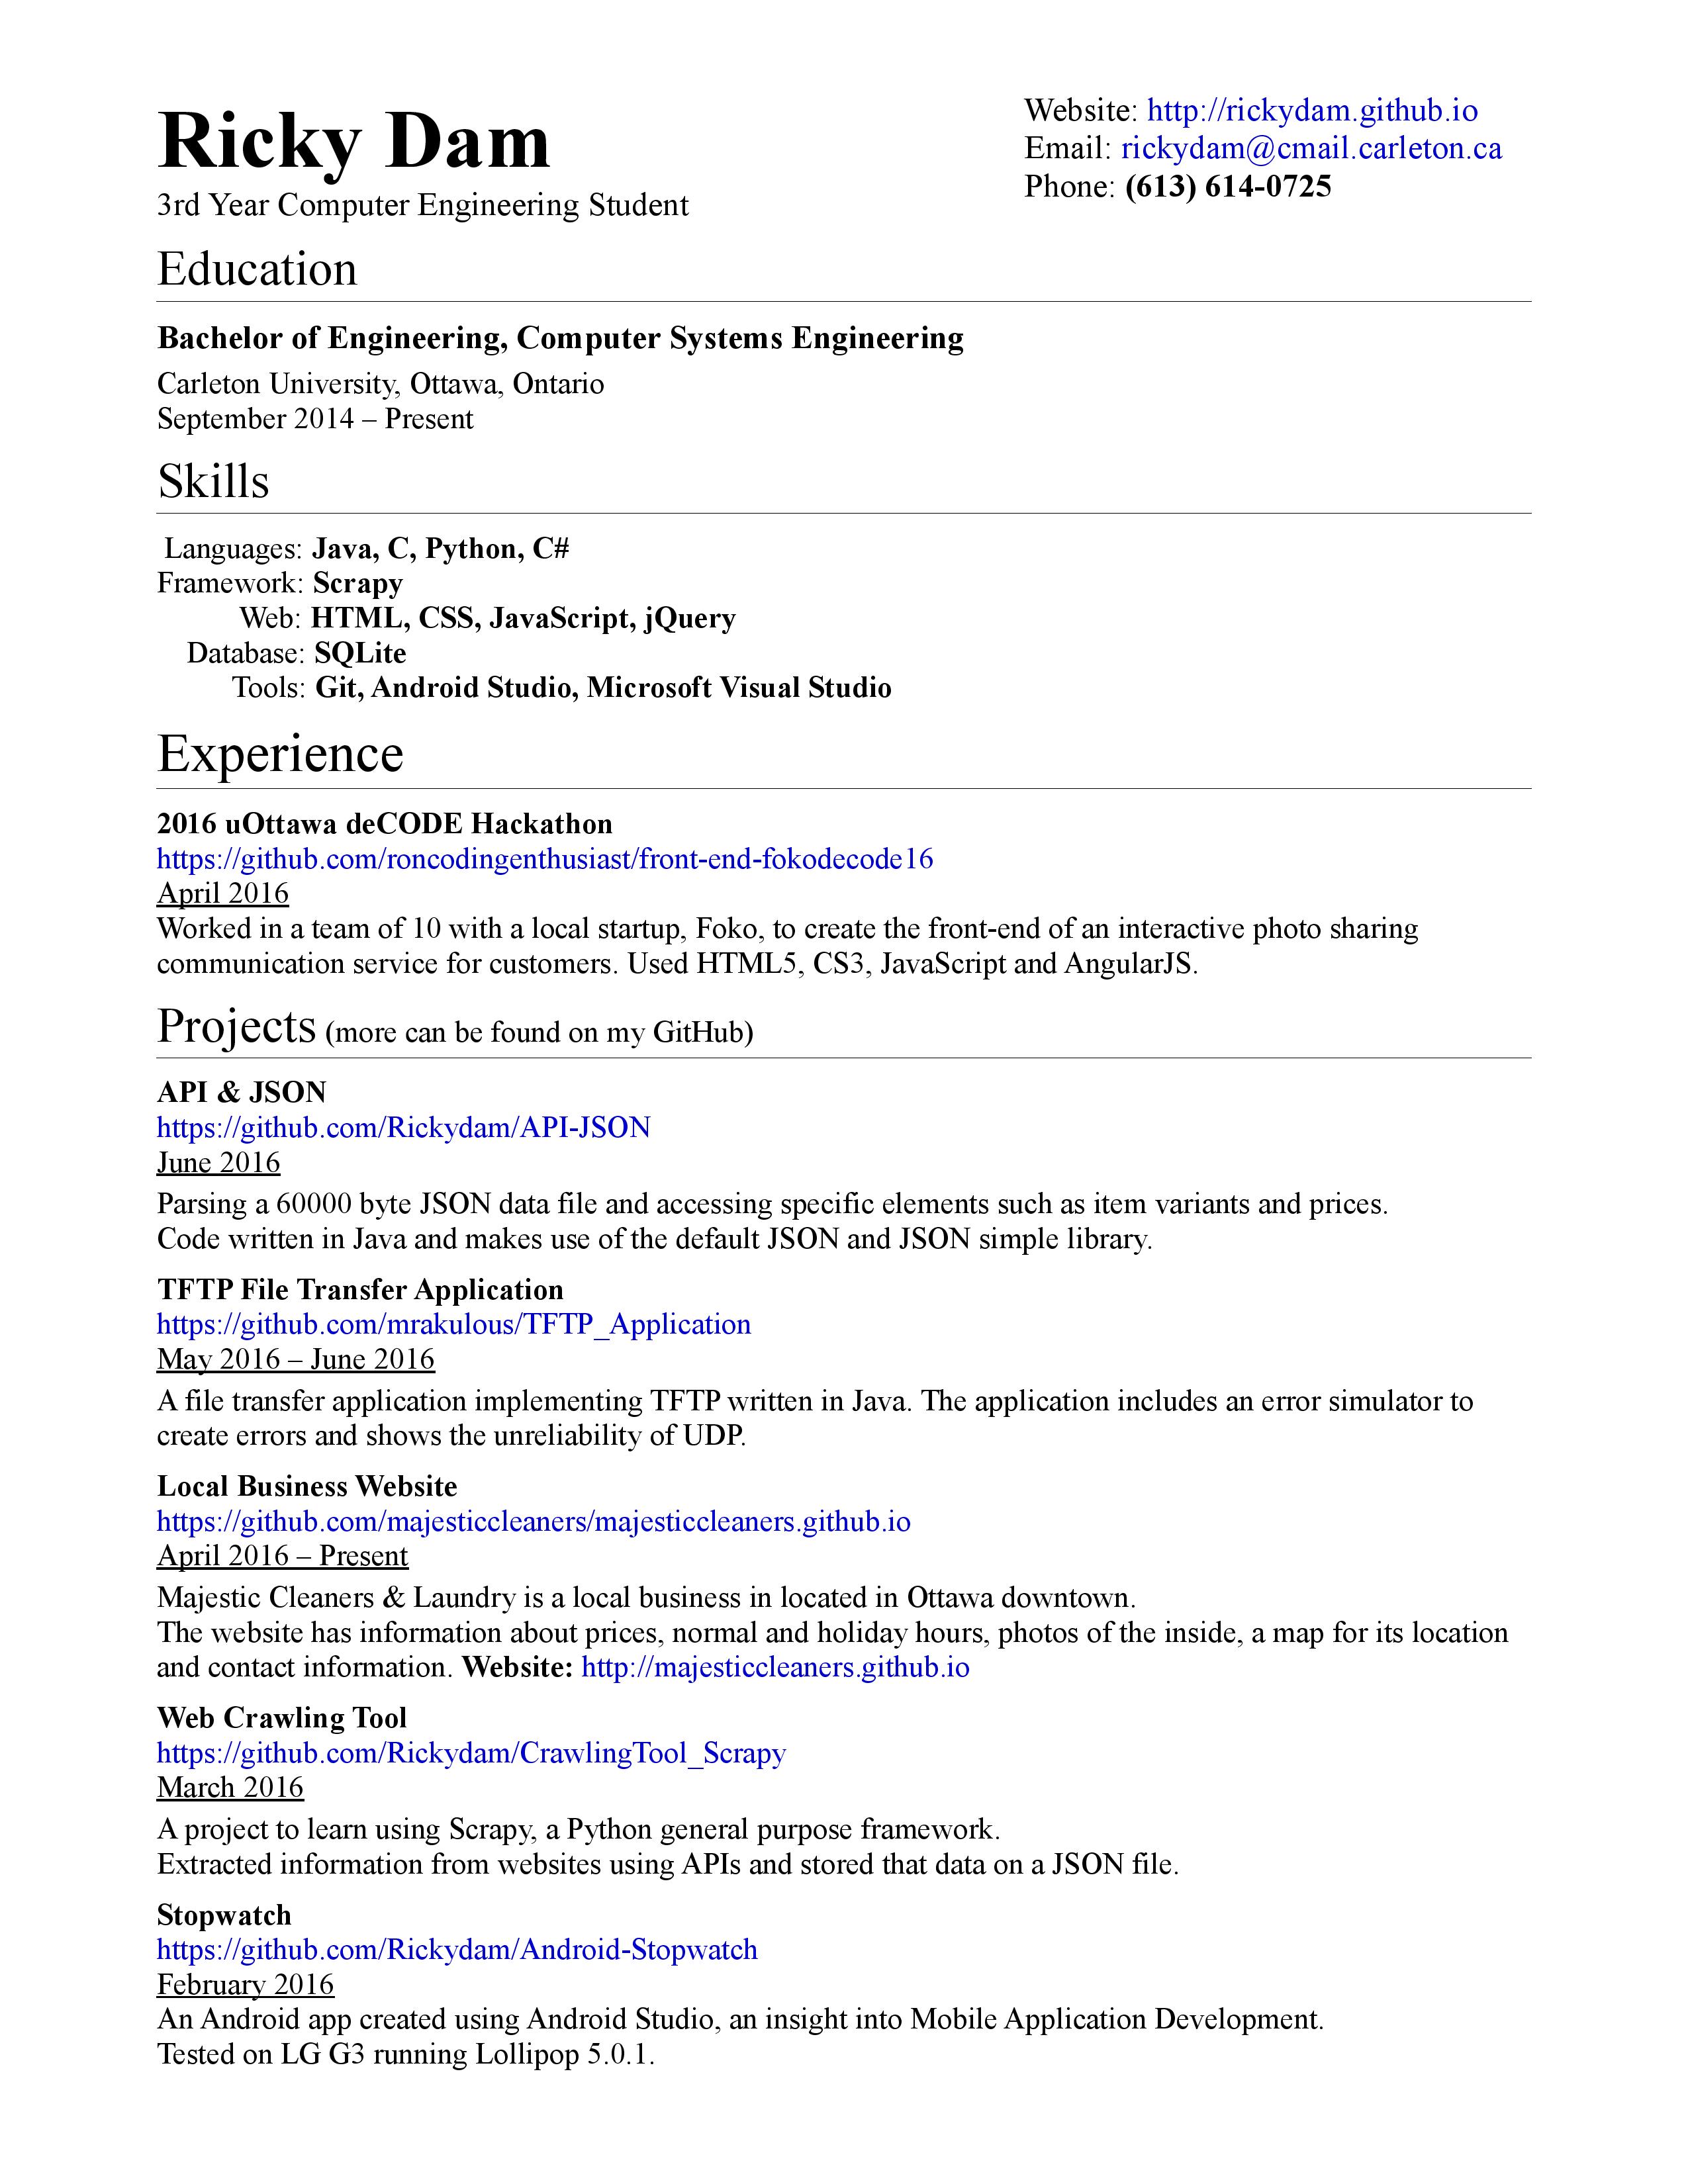 Ricky Dam
3rd Year Computer Engineering Student
Website: http://rickydam.github.io
Email: rickydam@cmail.carleton.ca
Phone: (613) 614-0725
Education
Bachelor of Engineering, Computer Systems Engineering
Carleton University, Ottawa, Ontario
September 2014 – Present
Skills
Languages: Java, C, Python, C#
Framework: Scrapy
Web: HTML, CSS, JavaScript, jQuery
Database: SQLite
Tools: Git, Android Studio, Microsoft Visual Studio
Experience
2016 uOttawa deCODE Hackathon
https://github.com/roncodingenthusiast/front-end-fokodecode16
April 2016
Worked in a team of 10 with a local startup, Foko, to create the front-end of an interactive photo sharing
communication service for customers. Used HTML5, CS3, JavaScript and AngularJS.
Projects (more can be found on my GitHub)
API & JSON
https://github.com/Rickydam/API-JSON
June 2016
Parsing a 60000 byte JSON data file and accessing specific elements such as item variants and prices.
Code written in Java and makes use of the default JSON and JSON simple library.
TFTP File Transfer Application
https://github.com/mrakulous/TFTP_Application
May 2016 – June 2016
A file transfer application implementing TFTP written in Java. The application includes an error simulator to
create errors and shows the unreliability of UDP.
Local Business Website
https://github.com/majesticcleaners/majesticcleaners.github.io
April 2016 – Present
Majestic Cleaners & Laundry is a local business in located in Ottawa downtown.
The website has information about prices, normal and holiday hours, photos of the inside, a map for its location
and contact information. Website: http://majesticcleaners.github.io
Web Crawling Tool
https://github.com/Rickydam/CrawlingTool_Scrapy
March 2016
A project to learn using Scrapy, a Python general purpose framework.
Extracted information from websites using APIs and stored that data on a JSON file.
Stopwatch
https://github.com/Rickydam/Android-Stopwatch
February 2016
An Android app created using Android Studio, an insight into Mobile Application Development.
Tested on LG G3 running Lollipop 5.0.1.